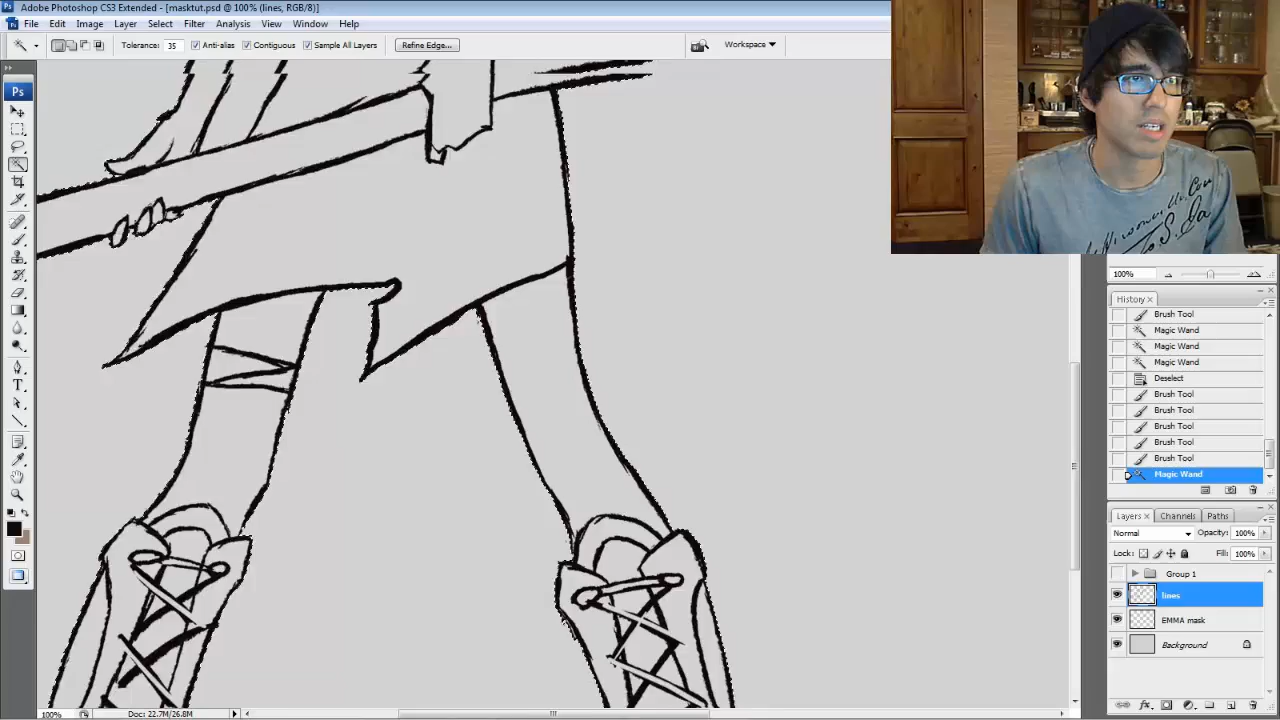 Adobe Photoshop CS3 Extended - [masktut.psd @ 100% (lines, RGB/8)]
File Edit Image Layer Select Filter Analysis View Window Help
Tolerance: 35 Anti-alias Contiguous Sample All Layers Refine Edge... Workspace
Ps
100%
History
Brush Tool
Magic Wand
Magic Wand
Magic Wand
Deselect
Brush Tool
Brush Tool
Brush Tool
Brush Tool
Brush Tool
Magic Wand
Layers Channels Paths
Normal Opacity: 100%
Lock: Fill: 100%
Group 1
lines
EMMA mask
Background
100% Doc: 22.7M/26.8M